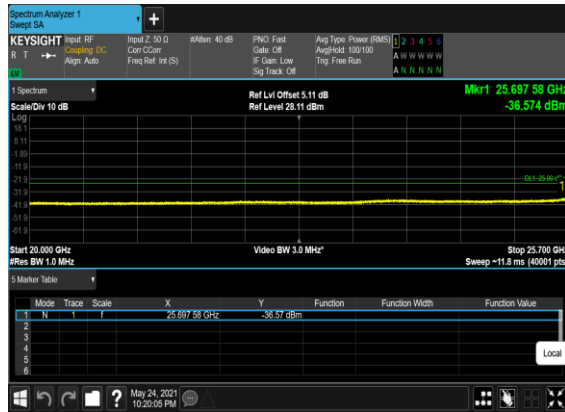 Spectrum Analyzer 1
Swept SA
+
KEYSIGHT Input: RF Input Z: 50 Ω #Atten: 40 dB PNO: Fast Avg Type: Power (RMS) 1 2 3 4 5 6
R T Coupling: DC Corr CCorr Gate: Off Avg|Hold: 100/100 A W W W W W
Align: Auto Freq Ref: Int (S) IF Gain: Low Trig: Free Run
LXI Sig Track: Off A N N N N N
1 Spectrum Ref Lvl Offset 5.11 dB Mkr1 25.697 58 GHz
Scale/Div 10 dB Ref Level 28.11 dBm -36.574 dBm
Log
18.1
8.11
-1.89
-11.9
-21.9
DL1 -25.00
-31.9
1
-41.9
-51.9
-61.9
Start 20.000 GHz Video BW 3.0 MHz* Stop 25.700 GHz
#Res BW 1.0 MHz Sweep ~11.8 ms (40001 pts)
5 Marker Table
Mode Trace Scale X Y Function Function Width Function Value
1 N 1 f 25.697 58 GHz -36.57 dBm
2
3
4
5
6
Local
? May 24, 2021
10:20:05 PM